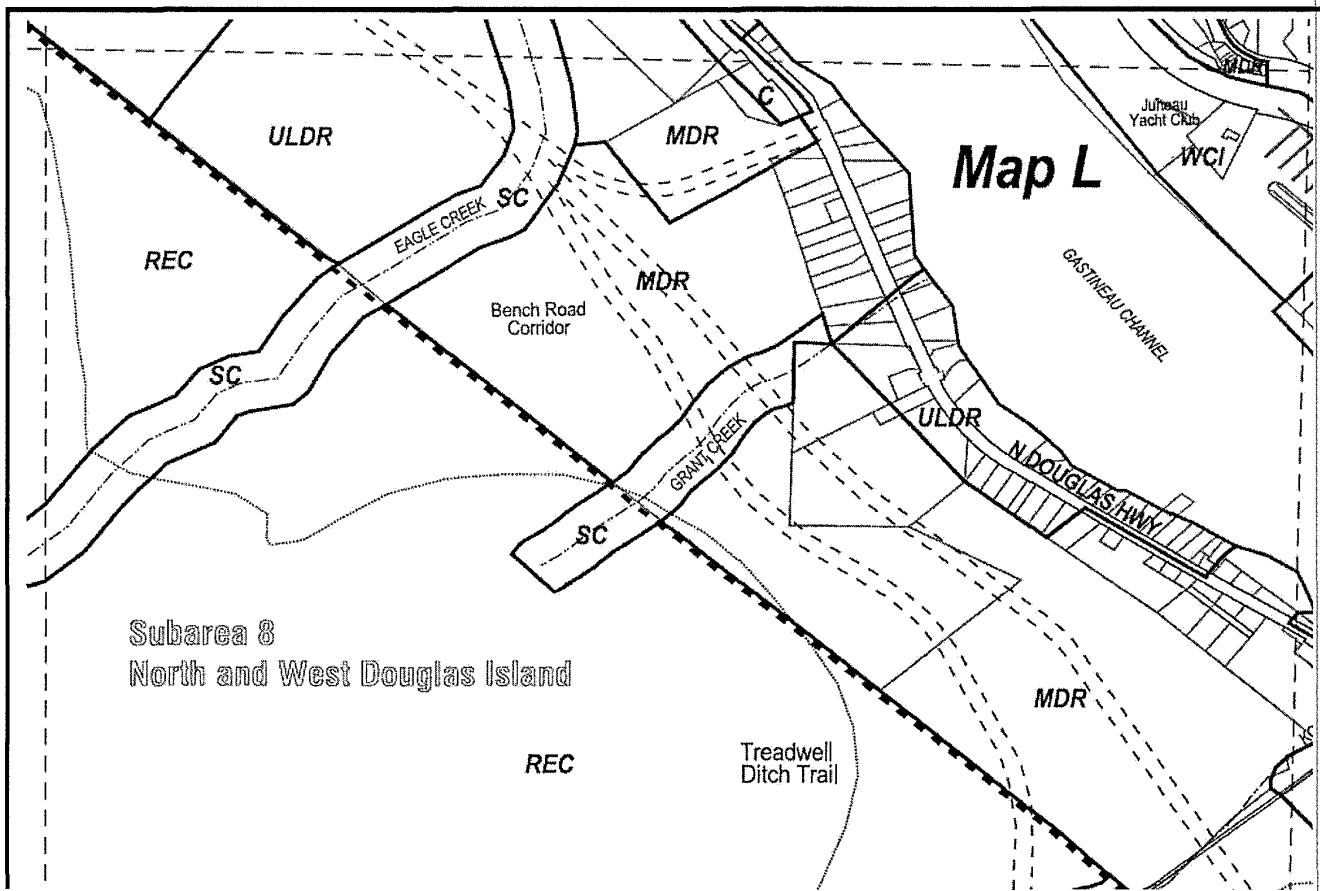 MDR
Juneau
Yacht Club
C
ULDR
MDR
Map L
WCI
SC
EAGLE CREEK
REC
MDR
GASTINEAU CHANNEL
Bench Road
Corridor
SC
ULDR
GRANT CREEK
N DOUGLAS HWY
SC
Subarea 8
North and West Douglas Island
MDR
REC
Treadwell
Ditch Trail